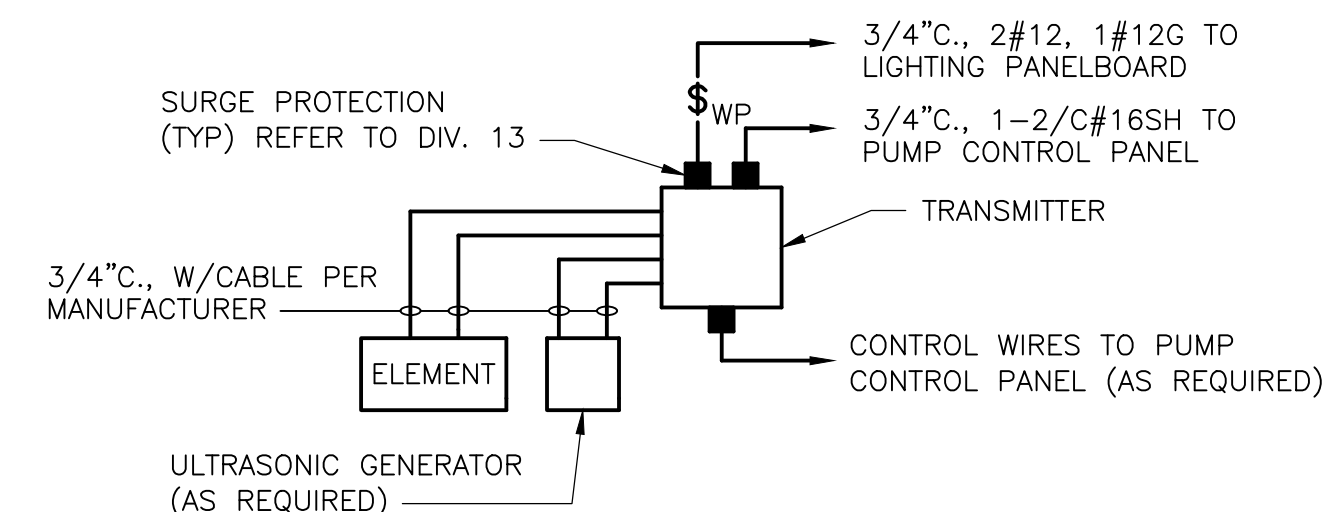 3/4”C., 2#12, 1#12G TO
LIGHTING PANELBOARD
SURGE PROTECTION
(TYP) REFER TO DIV. 13
$WP
3/4”C., 1-2/C#16SH TO
PUMP CONTROL PANEL
TRANSMITTER
3/4”C., W/CABLE PER
MANUFACTURER
ELEMENT
CONTROL WIRES TO PUMP
CONTROL PANEL (AS REQUIRED)
ULTRASONIC GENERATOR
(AS REQUIRED)